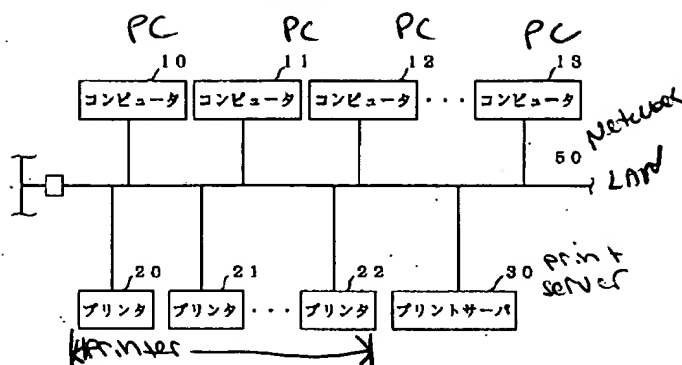 PC PC PC PC
10 11 12 13
コンピュータ コンピュータ コンピュータ ・・・ コンピュータ
Network
50
LAN
20 21 22 30 print server
プリンタ プリンタ ・・・ プリンタ プリントサーバ
printer